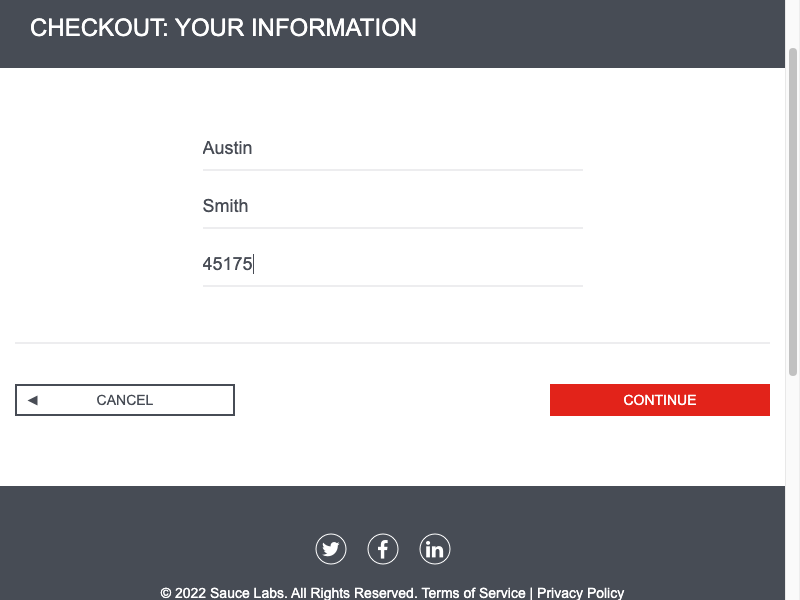 CHECKOUT: YOUR INFORMATION
Austin
Smith
45175
CANCEL
CONTINUE
© 2022 Sauce Labs. All Rights Reserved. Terms of Service | Privacy Policy